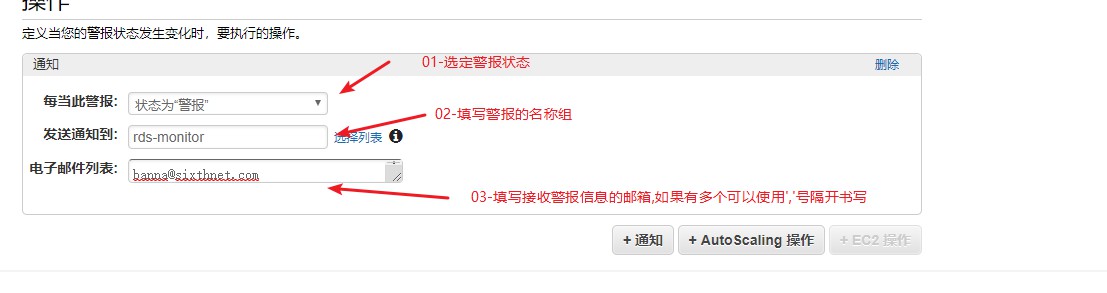 操作
定义当您的警报状态发生变化时，要执行的操作。
通知 删除
01-选定警报状态
每当此警报： 状态为“警报”
02-填写警报的名称组
发送通知到： rds-monitor 选择列表
电子邮件列表： banna@sixthnet.com
03-填写接收警报信息的邮箱,如果有多个可以使用','号隔开书写
+ 通知 + AutoScaling 操作 + EC2 操作